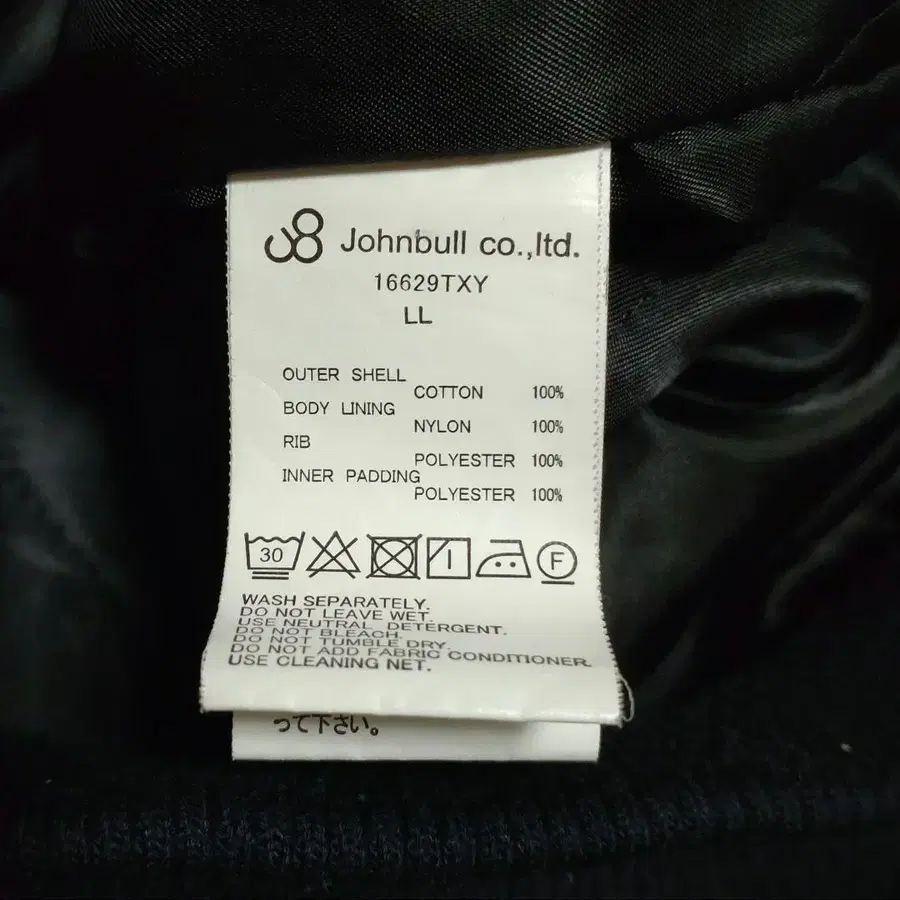 Johnbull co.,ltd.
16629TXY
LL
OUTER SHELL
COTTON 100%
BODY LINING
NYLON 100%
RIB
POLYESTER 100%
INNER PADDING
POLYESTER 100%
30
F
WASH SEPARATELY.
DO NOT LEAVE WET.
USE NEUTRAL DETERGENT.
DO NOT BLEACH.
DO NOT TUMBLE DRY.
DO NOT ADD FABRIC CONDITIONER.
USE CLEANING NET.
って下さい。